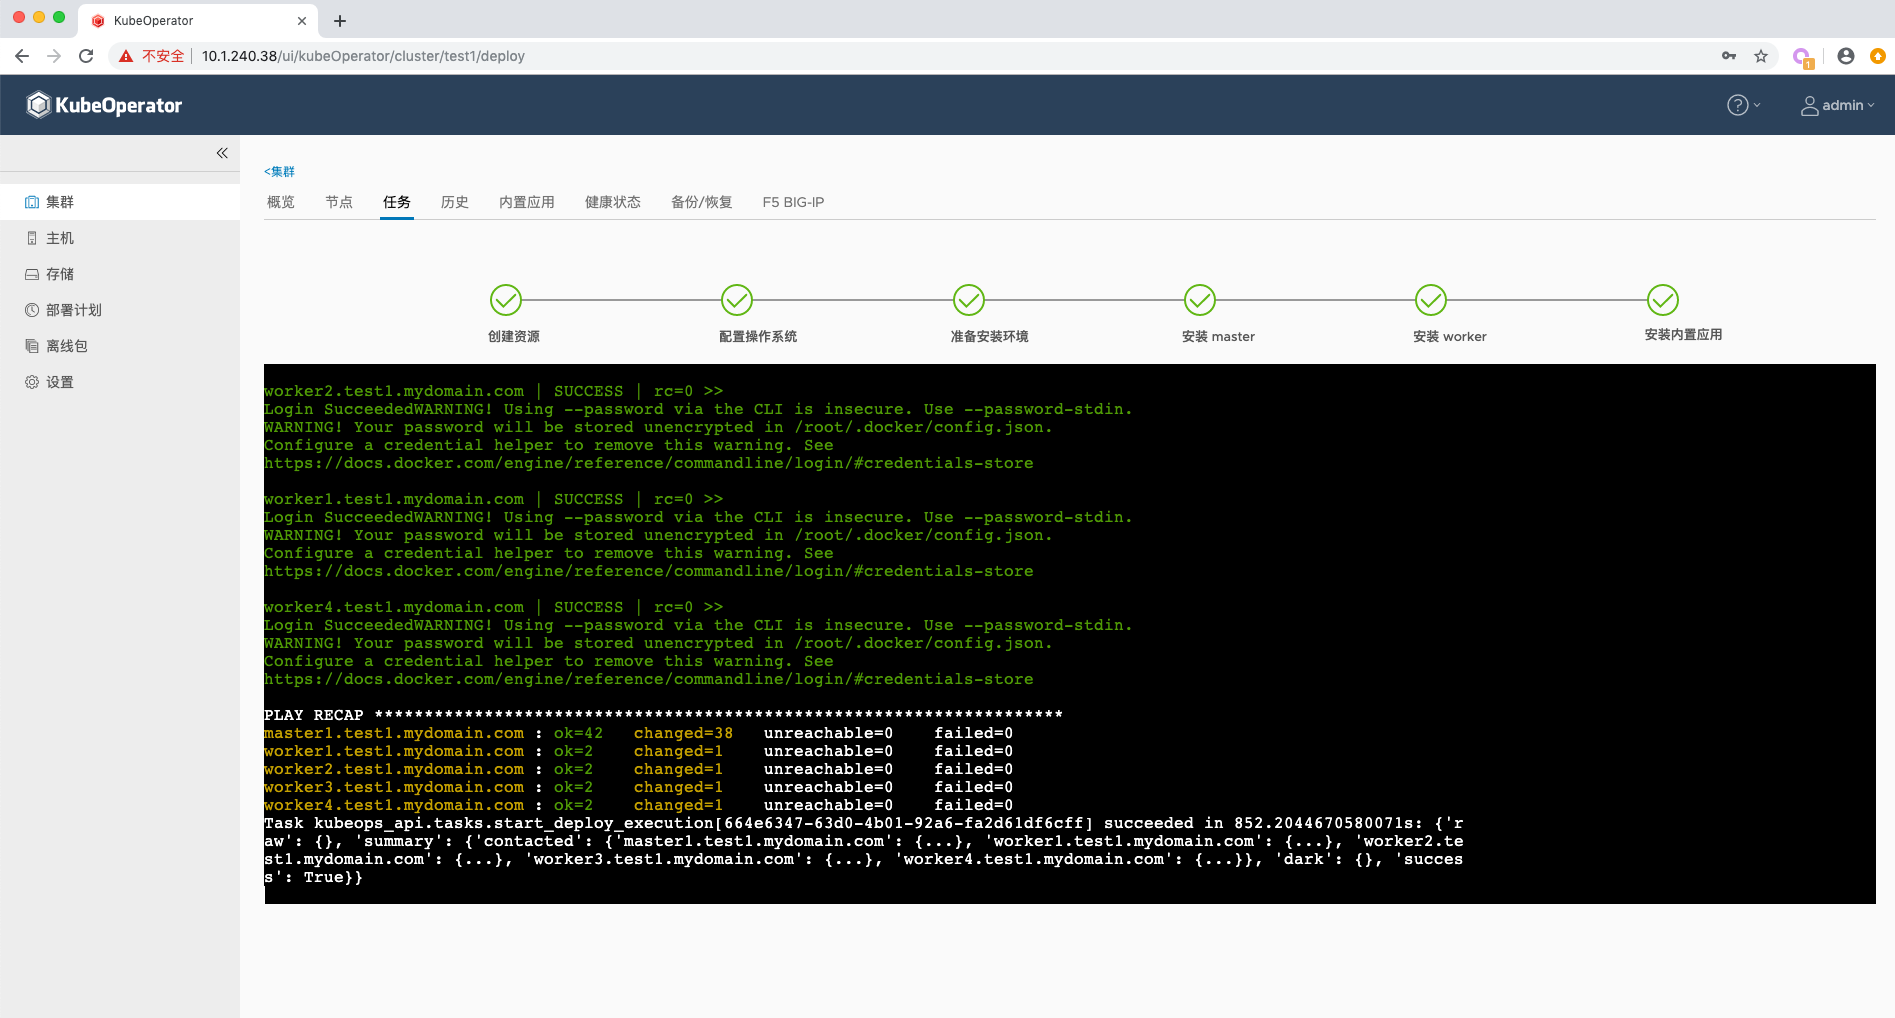 KubeOperator
不安全 10.1.240.38/ui/kubeOperator/cluster/test1/deploy
1
KubeOperator
? admin
<集群
概览 节点 任务 历史 内置应用 健康状态 备份/恢复 F5 BIG-IP
集群
主机
存储
部署计划
离线包
设置
创建资源 配置操作系统 准备安装环境 安装 master 安装 worker 安装内置应用
worker2.test1.mydomain.com | SUCCESS | rc=0 >>
Login SucceededWARNING! Using --password via the CLI is insecure. Use --password-stdin.
WARNING! Your password will be stored unencrypted in /root/.docker/config.json.
Configure a credential helper to remove this warning. See
https://docs.docker.com/engine/reference/commandline/login/#credentials-store
worker1.test1.mydomain.com | SUCCESS | rc=0 >>
Login SucceededWARNING! Using --password via the CLI is insecure. Use --password-stdin.
WARNING! Your password will be stored unencrypted in /root/.docker/config.json.
Configure a credential helper to remove this warning. See
https://docs.docker.com/engine/reference/commandline/login/#credentials-store
worker4.test1.mydomain.com | SUCCESS | rc=0 >>
Login SucceededWARNING! Using --password via the CLI is insecure. Use --password-stdin.
WARNING! Your password will be stored unencrypted in /root/.docker/config.json.
Configure a credential helper to remove this warning. See
https://docs.docker.com/engine/reference/commandline/login/#credentials-store
PLAY RECAP *********************************************************************
master1.test1.mydomain.com : ok=42 changed=38 unreachable=0 failed=0
worker1.test1.mydomain.com : ok=2 changed=1 unreachable=0 failed=0
worker2.test1.mydomain.com : ok=2 changed=1 unreachable=0 failed=0
worker3.test1.mydomain.com : ok=2 changed=1 unreachable=0 failed=0
worker4.test1.mydomain.com : ok=2 changed=1 unreachable=0 failed=0
Task kubeops_api.tasks.start_deploy_execution[664e6347-63d0-4b01-92a6-fa2d61df6cff] succeeded in 852.2044670580071s: {'r
aw': {}, 'summary': {'contacted': {'master1.test1.mydomain.com': {...}, 'worker1.test1.mydomain.com': {...}, 'worker2.te
st1.mydomain.com': {...}, 'worker3.test1.mydomain.com': {...}, 'worker4.test1.mydomain.com': {...}}, 'dark': {}, 'succes
s': True}}